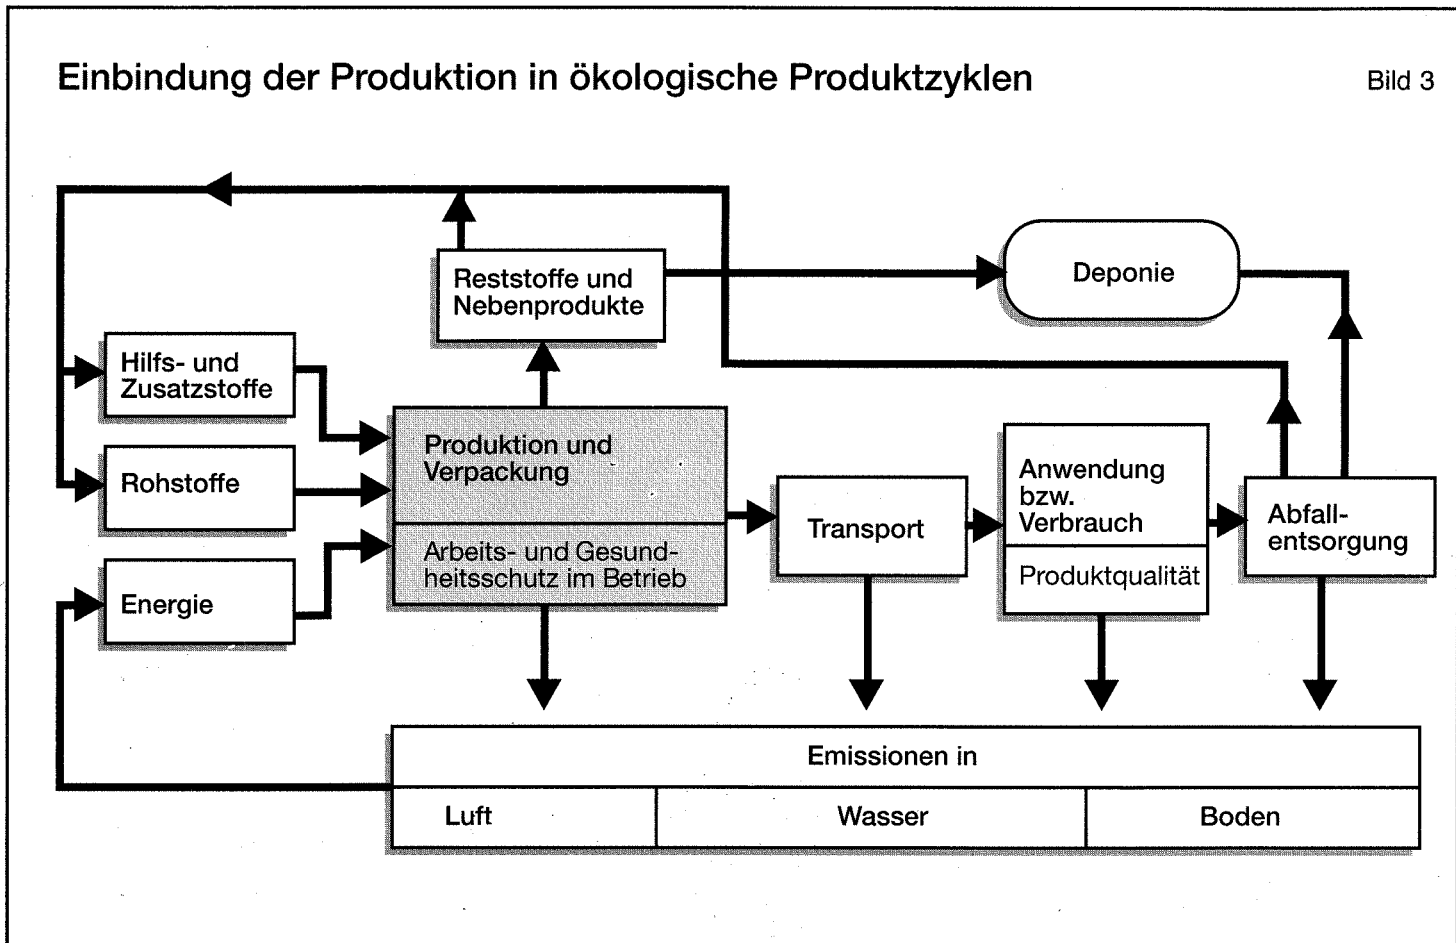 Einbindung der Produktion in ökologische Produktzyklen
Bild 3
Reststoffe und
Nebenprodukte
Deponie
Hilfs- und
Zusatzstoffe
Rohstoffe
Energie
Produktion und
Verpackung
Arbeits- und Gesund-
heitsschutz im Betrieb
Transport
Anwendung
bzw.
Verbrauch
Produktqualität
Abfall-
entsorgung
Emissionen in
Luft
Wasser
Boden